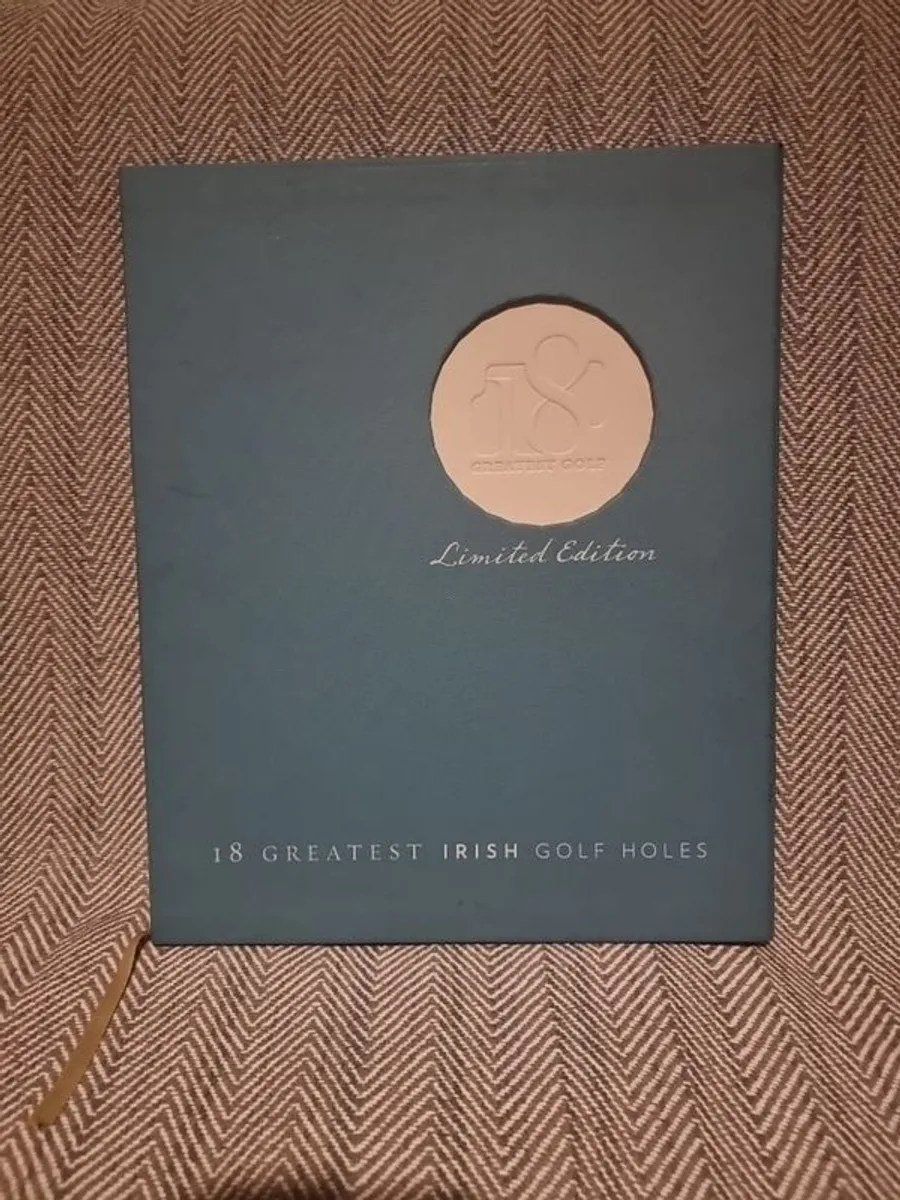 18
GREATEST GOLF
Limited Edition
18 GREATEST IRISH GOLF HOLES